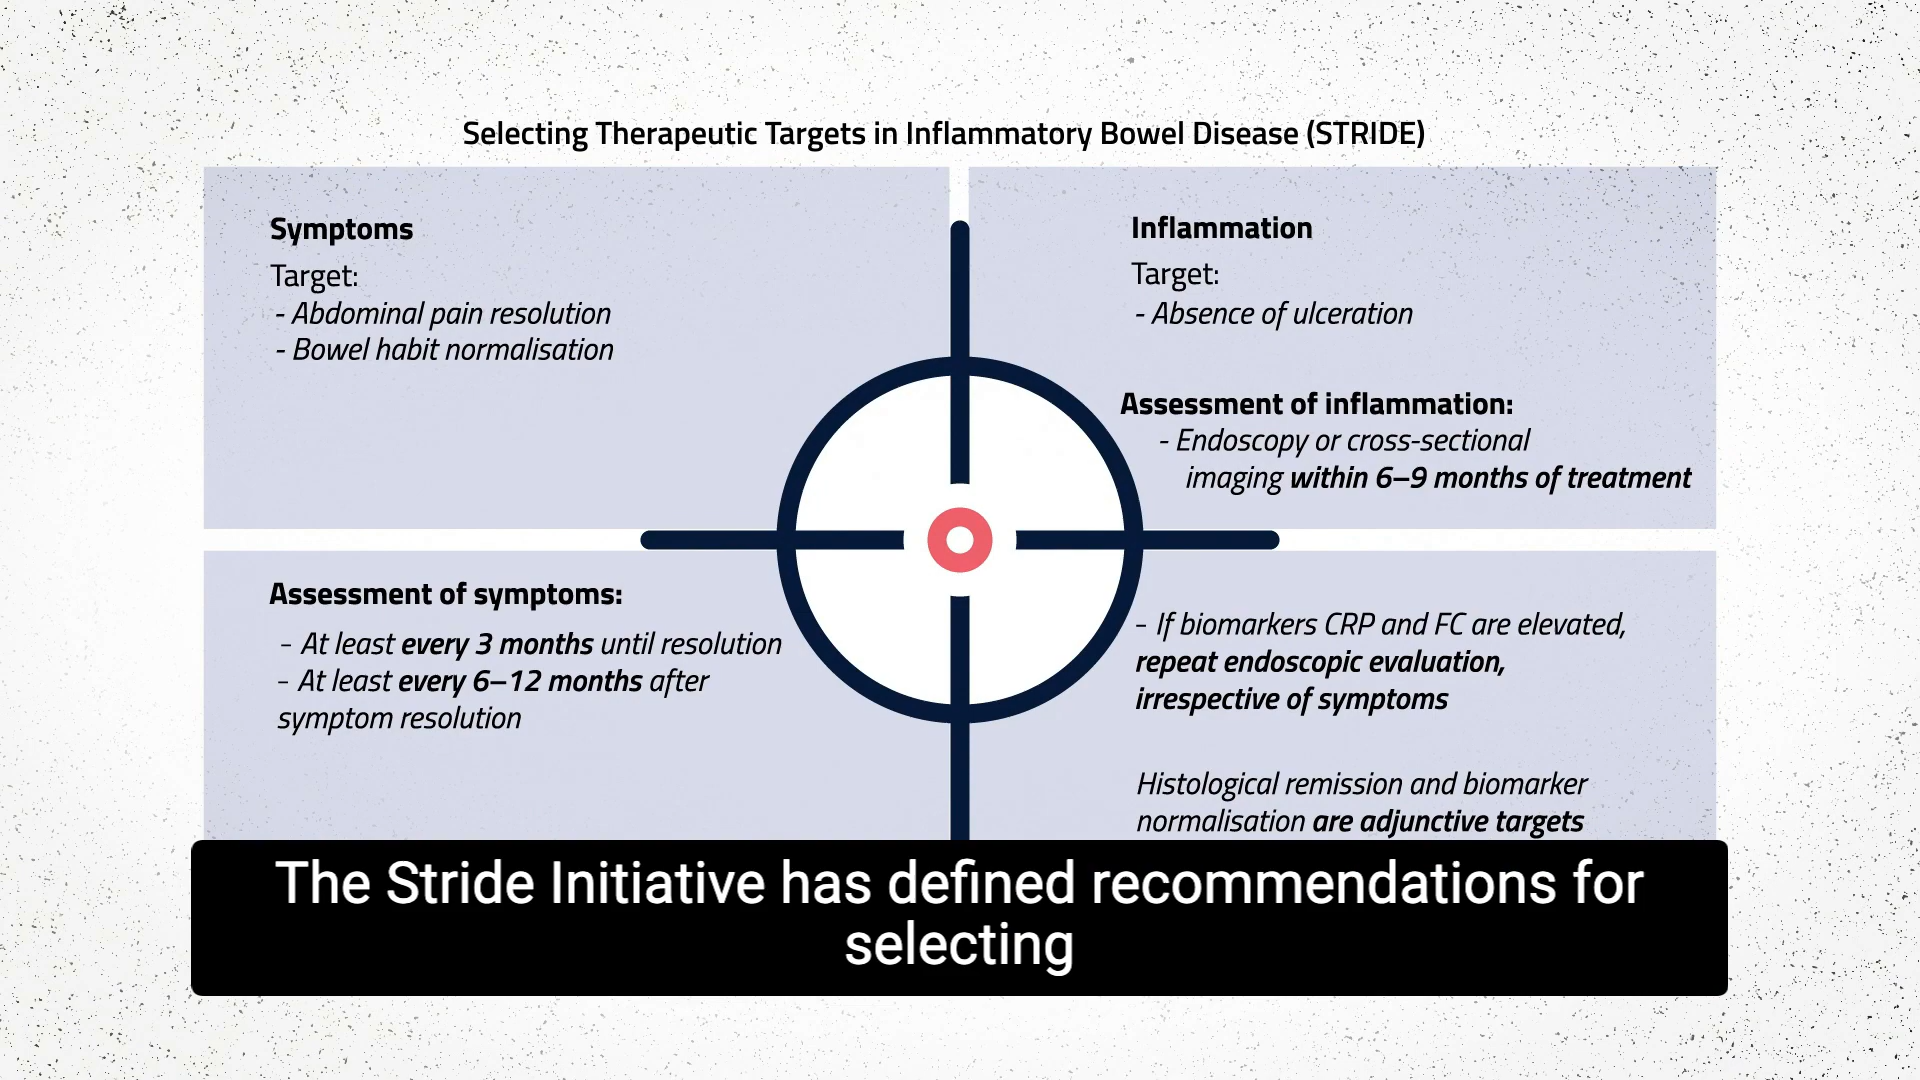 Selecting Therapeutic Targets in Inflammatory Bowel Disease (STRIDE)
Symptoms
Target:
- Abdominal pain resolution
- Bowel habit normalisation
Inflammation
Target:
- Absence of ulceration
Assessment of inflammation:
- Endoscopy or cross-sectional
imaging within 6–9 months of treatment
Assessment of symptoms:
- At least every 3 months until resolution
- At least every 6–12 months after
symptom resolution
- If biomarkers CRP and FC are elevated,
repeat endoscopic evaluation,
irrespective of symptoms
Histological remission and biomarker
normalisation are adjunctive targets
The Stride Initiative has defined recommendations for
selecting